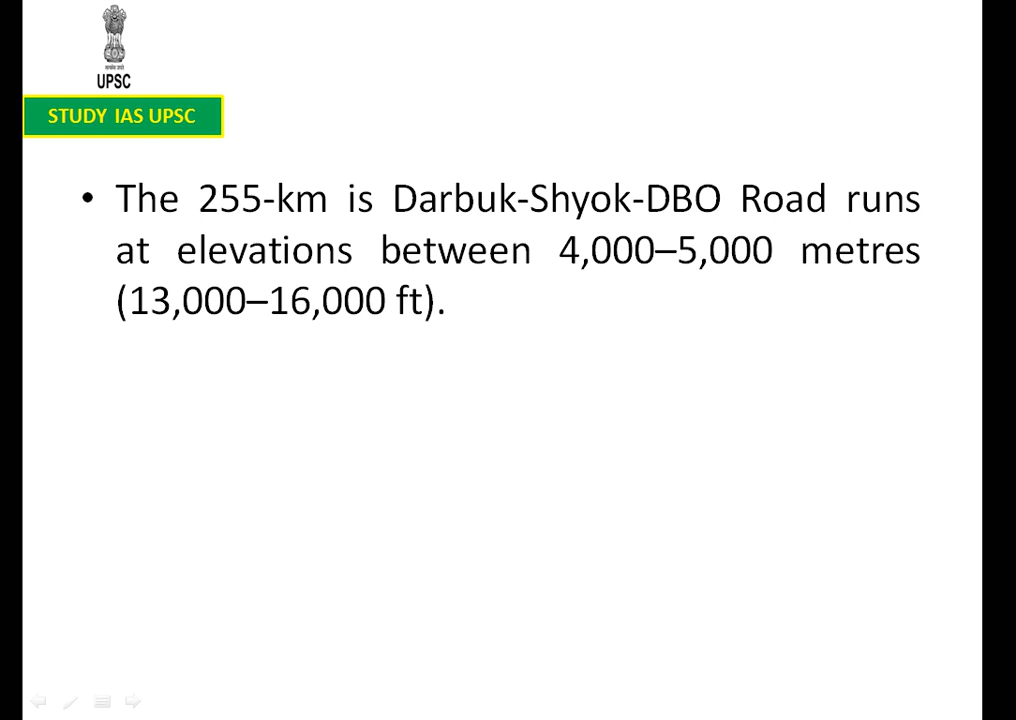 UPSC
STUDY IAS UPSC
• The 255-km is Darbuk-Shyok-DBO Road runs
at elevations between 4,000–5,000 metres
(13,000–16,000 ft).